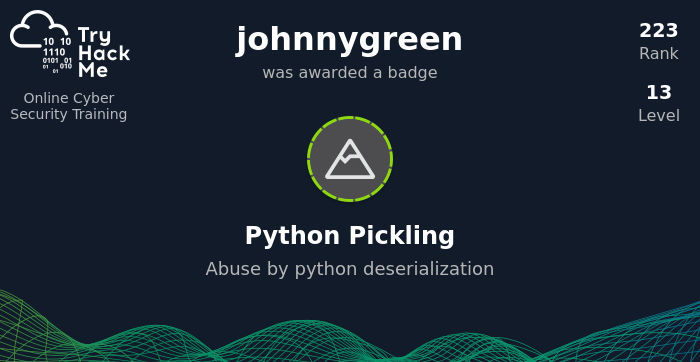 Try
Hack
Me
10 10
1110
0101 01
01 010
01
Online Cyber
Security Training
johnnygreen
was awarded a badge
223
Rank
13
Level
Python Pickling
Abuse by python deserialization